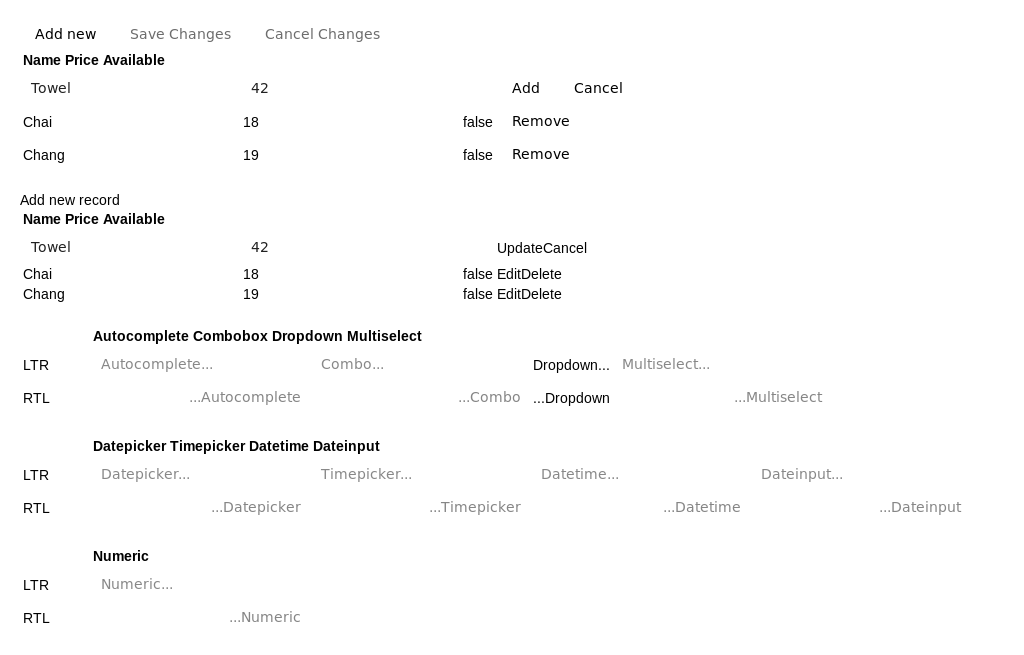 Add new Save Changes Cancel Changes
Name Price Available
Towel 42 Add Cancel
Chai 18 false Remove
Chang 19 false Remove
Add new record
Name Price Available
Towel 42 UpdateCancel
Chai 18 false EditDelete
Chang 19 false EditDelete
Autocomplete Combobox Dropdown Multiselect
LTR Autocomplete... Combo... Dropdown... Multiselect...
RTL ...Autocomplete ...Combo ...Dropdown ...Multiselect
Datepicker Timepicker Datetime Dateinput
LTR Datepicker... Timepicker... Datetime... Dateinput...
RTL ...Datepicker ...Timepicker ...Datetime ...Dateinput
Numeric
LTR Numeric...
RTL ...Numeric